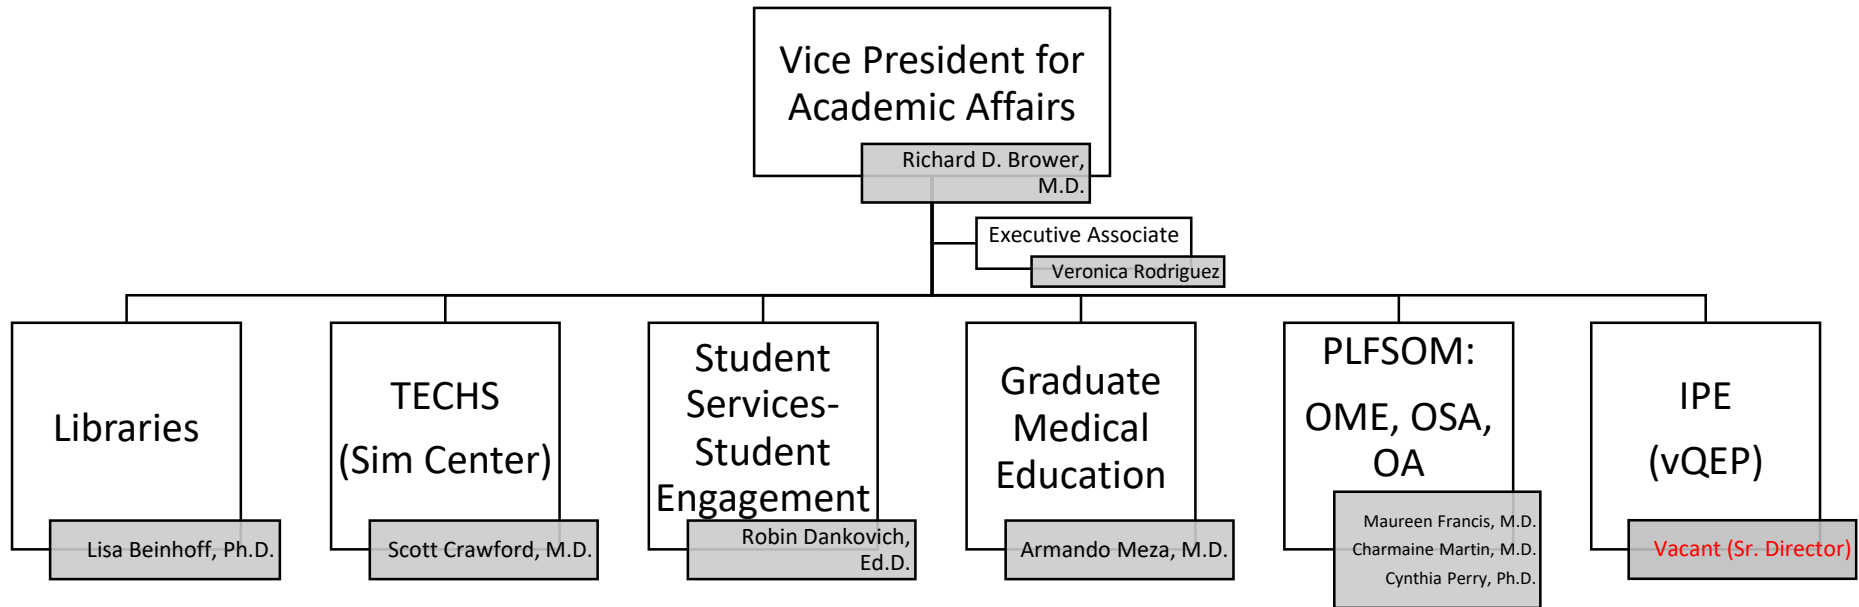 Vice President for
Academic Affairs
Richard D. Brower,
M.D.
Executive Associate
Veronica Rodriguez
Libraries
Lisa Beinhoff, Ph.D.
TECHS
(Sim Center)
Scott Crawford, M.D.
Student
Services-
Student
Engagement
Robin Dankovich,
Ed.D.
Graduate
Medical
Education
Armando Meza, M.D.
PLFSOM:
OME, OSA,
OA
Maureen Francis, M.D.
Charmaine Martin, M.D.
Cynthia Perry, Ph.D.
IPE
(vQEP)
Vacant (Sr. Director)